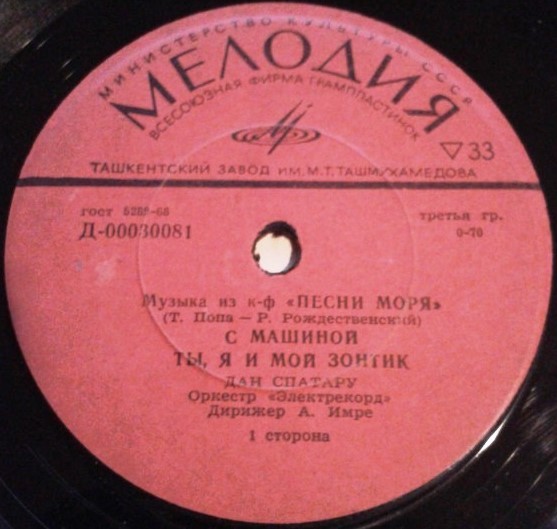 МИНИСТЕРСТВО КУЛЬТУРЫ СССР
МЕЛОДИЯ
ВСЕСОЮЗНАЯ ФИРМА ГРАМПЛАСТИНОК
▽ 33
ТАШКЕНТСКИЙ ЗАВОД ИМ. М.Т. ТАШМУХАМЕДОВА
гост 5289-68
третья гр.
Д-00030081
0-70
Музыка из к-ф «ПЕСНИ МОРЯ»
(Т. Попа — Р. Рождественский)
С МАШИНОЙ
ТЫ, Я И МОЙ ЗОНТИК
ДАН СПАТАРУ
Оркестр «Электрекорд»
Дирижер А. Имре
1 сторона